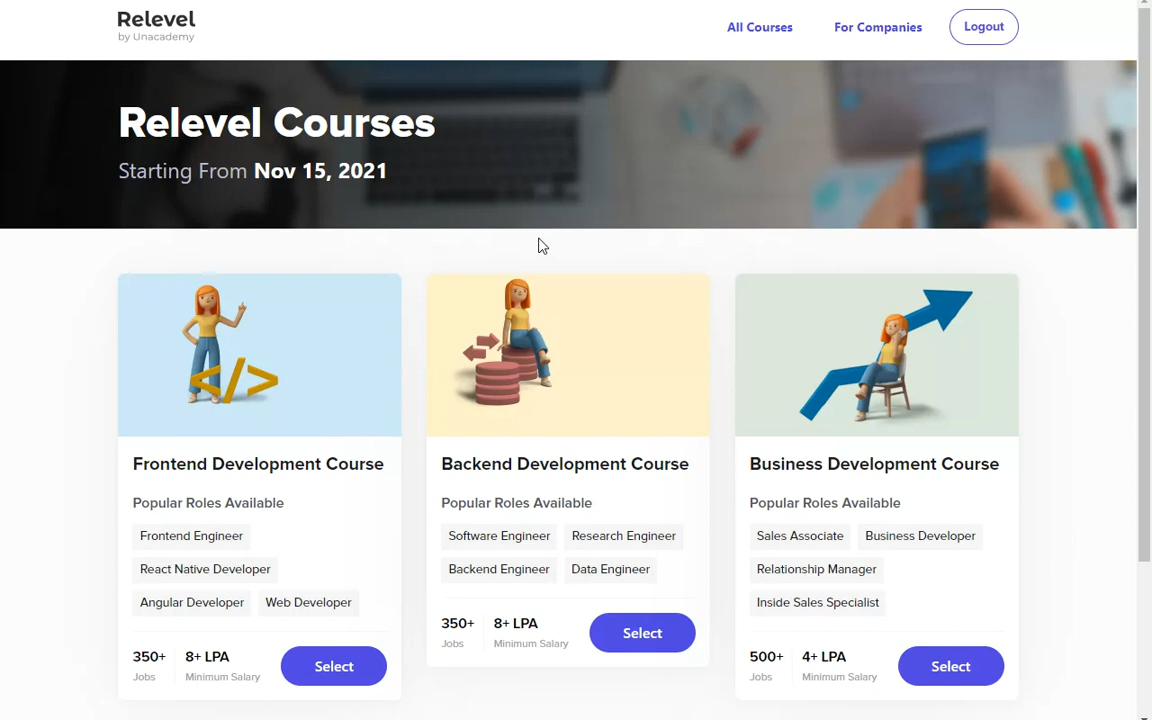 Relevel
by Unacademy
All Courses
For Companies
Logout
Relevel Courses
Starting From Nov 15, 2021
Frontend Development Course
Popular Roles Available
Frontend Engineer
React Native Developer
Angular Developer Web Developer
350+ 8+ LPA
Jobs Minimum Salary
Select
Backend Development Course
Popular Roles Available
Software Engineer Research Engineer
Backend Engineer Data Engineer
350+ 8+ LPA
Jobs Minimum Salary
Select
Business Development Course
Popular Roles Available
Sales Associate Business Developer
Relationship Manager
Inside Sales Specialist
500+ 4+ LPA
Jobs Minimum Salary
Select